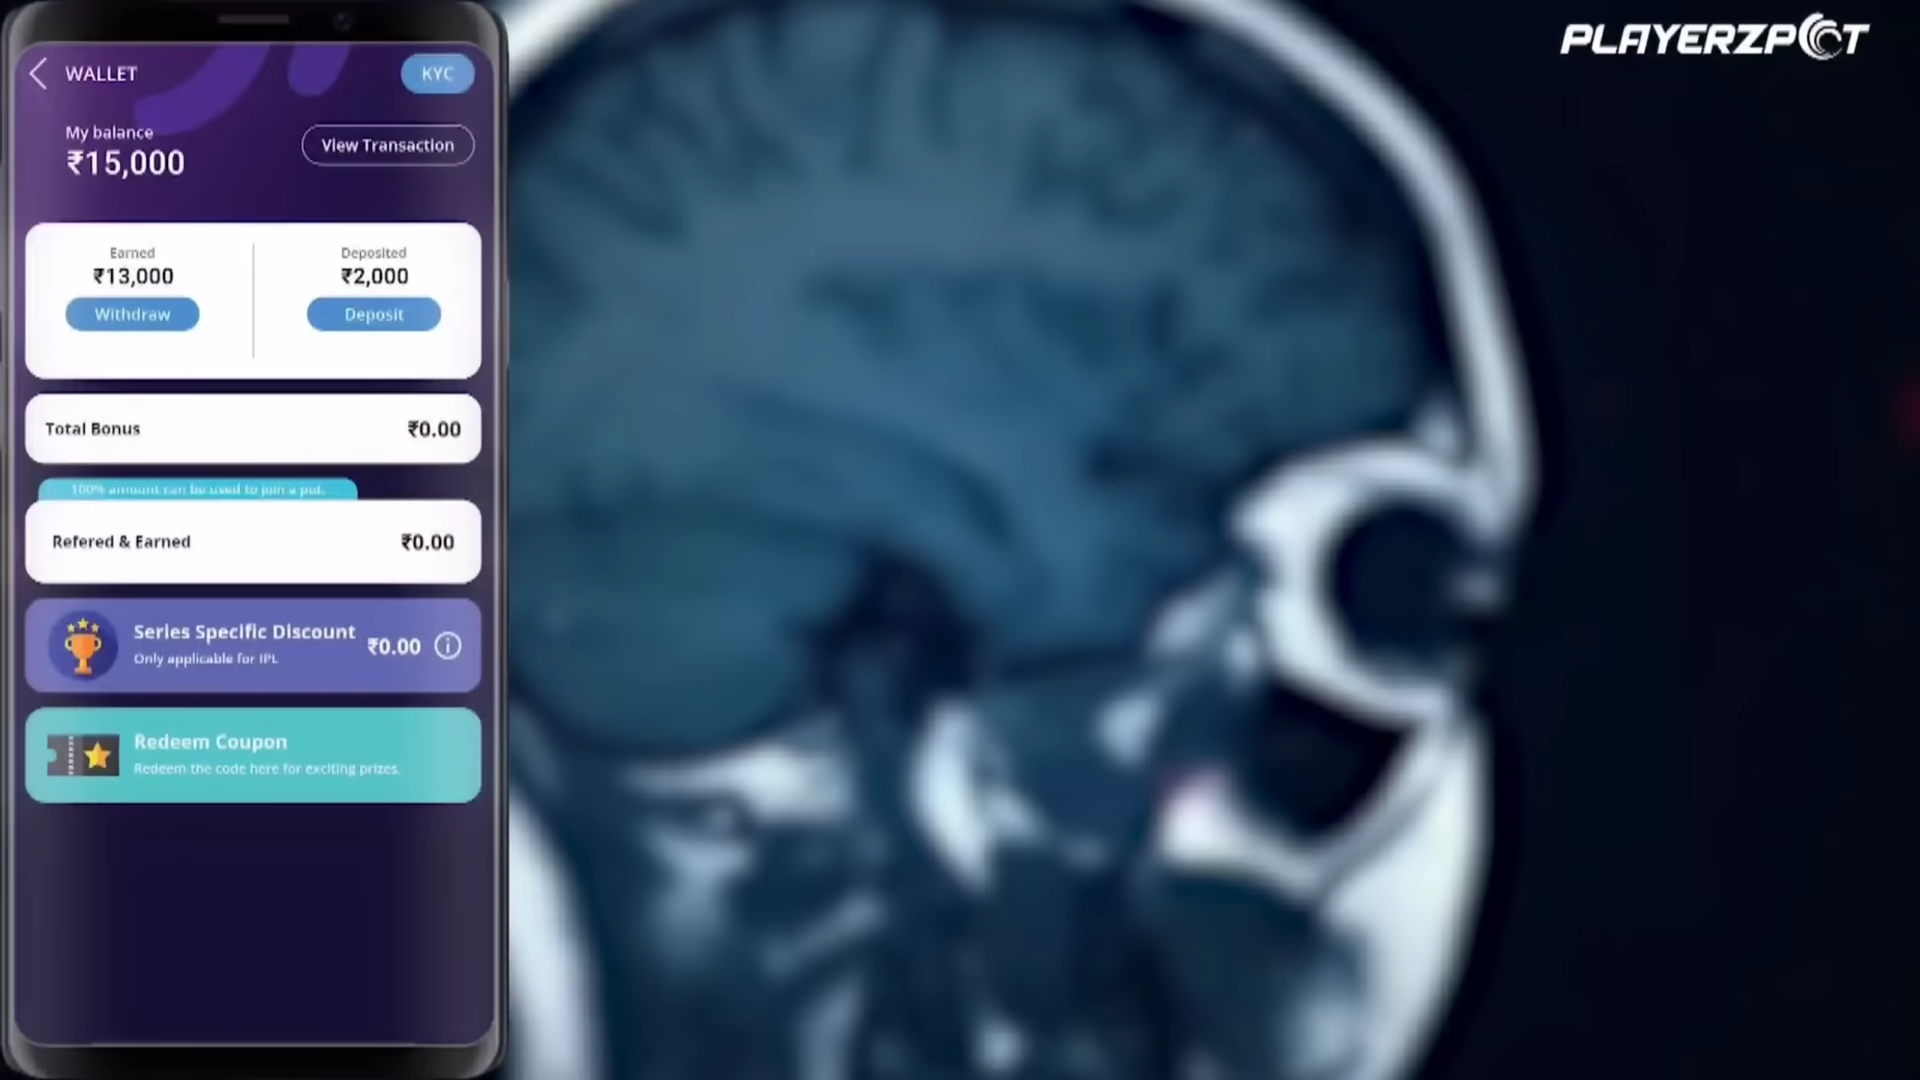 PLAYERZPOT
WALLET
KYC
My balance
₹15,000
View Transaction
Earned
₹13,000
Withdraw
Deposited
₹2,000
Deposit
Total Bonus
₹0.00
100% amount can be used to join a pot.
Refered & Earned
₹0.00
Series Specific Discount
Only applicable for IPL
₹0.00
Redeem Coupon
Redeem the code here for exciting prizes.